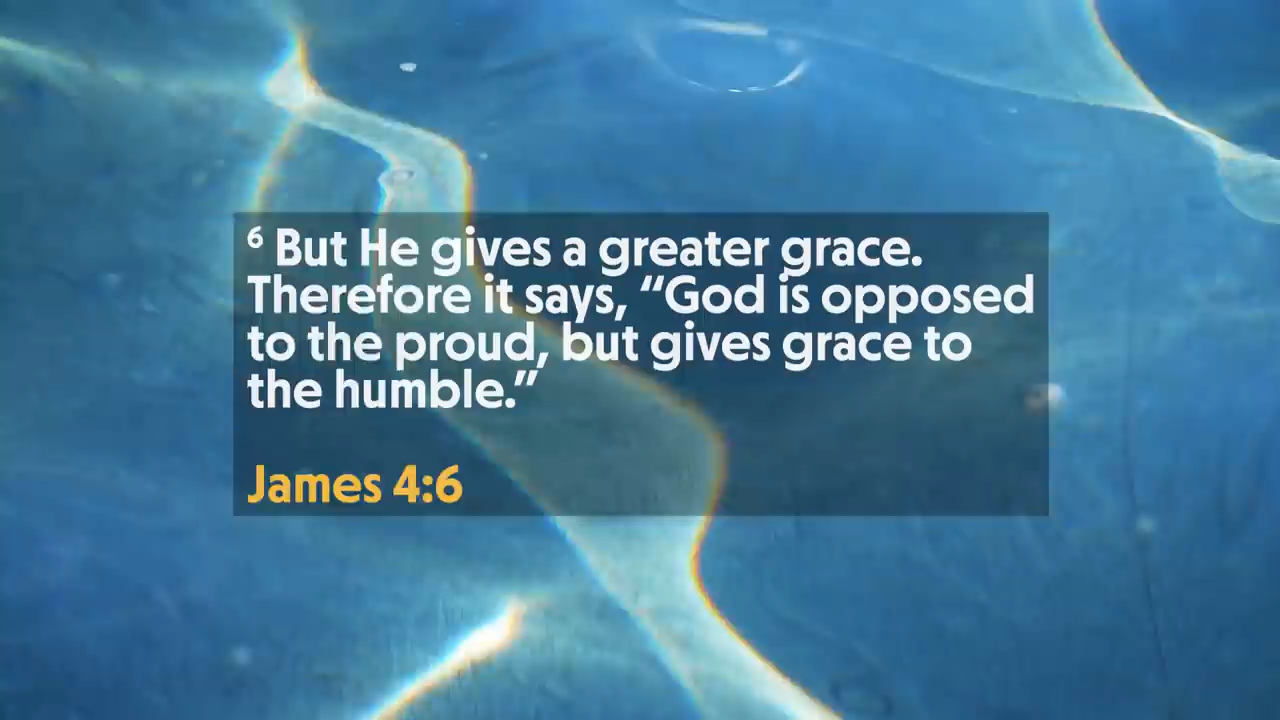 ⁶ But He gives a greater grace.
Therefore it says, “God is opposed
to the proud, but gives grace to
the humble.”
James 4:6